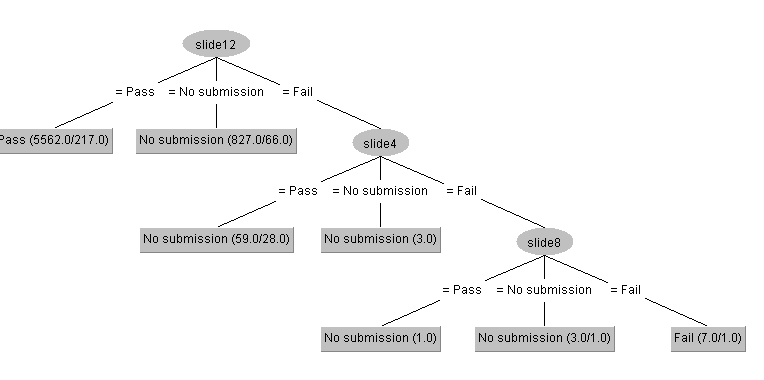 slide12
= Pass = No submission = Fail
Pass (5562.0/217.0) No submission (827.0/66.0)
slide4
= Pass = No submission = Fail
No submission (59.0/28.0) No submission (3.0)
slide8
= Pass = No submission = Fail
No submission (1.0) No submission (3.0/1.0) Fail (7.0/1.0)